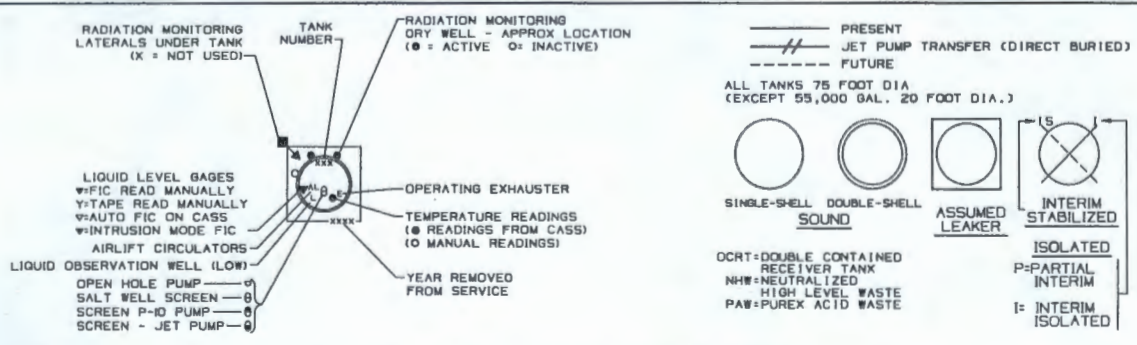 RADIATION MONITORING
LATERALS UNDER TANK
(X = NOT USED)
TANK
NUMBER
RADIATION MONITORING
DRY WELL - APPROX LOCATION
(● = ACTIVE O= INACTIVE)
XXX
AL
E
L
LIQUID LEVEL GAGES
▼=FIC READ MANUALLY
Y=TAPE READ MANUALLY
▽=AUTO FIC ON CASS
▼=INTRUSION MODE FIC
AIRLIFT CIRCULATORS
LIQUID OBSERVATION WELL (LOW)
OPEN HOLE PUMP
SALT WELL SCREEN
SCREEN P-10 PUMP
SCREEN - JET PUMP
OPERATING EXHAUSTER
TEMPERATURE READINGS
(● READINGS FROM CASS)
(O MANUAL READINGS)
XXXX
YEAR REMOVED
FROM SERVICE
PRESENT
JET PUMP TRANSFER (DIRECT BURIED)
FUTURE
ALL TANKS 75 FOOT DIA
(EXCEPT 55,000 GAL. 20 FOOT DIA.)
SINGLE-SHELL DOUBLE-SHELL
SOUND
ASSUMED
LEAKER
IS I
INTERIM
STABILIZED
ISOLATED
P=PARTIAL
INTERIM
I= INTERIM
ISOLATED
DCRT=DOUBLE CONTAINED
RECEIVER TANK
NHW=NEUTRALIZED
HIGH LEVEL WASTE
PAW=PUREX ACID WASTE